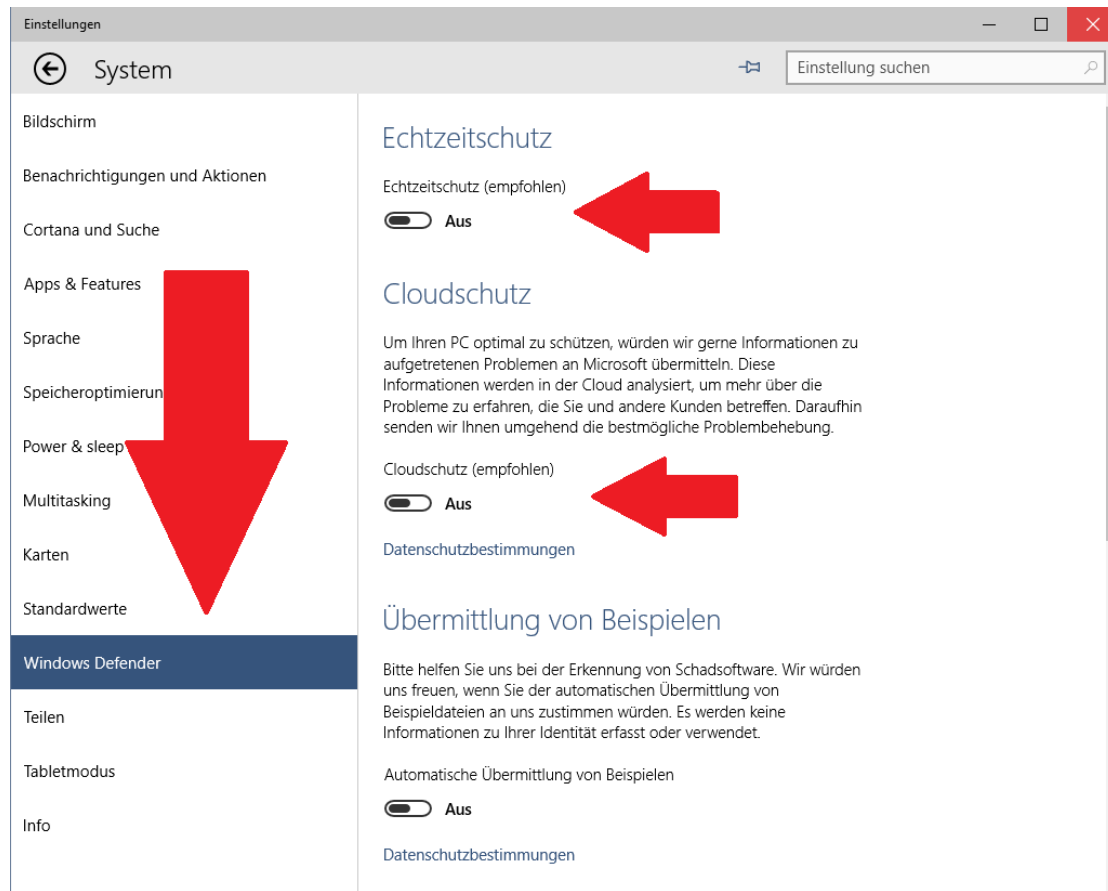 Einstellungen
System
Einstellung suchen
Bildschirm
Benachrichtigungen und Aktionen
Cortana und Suche
Apps & Features
Sprache
Speicheroptimierun
Power & sleep
Multitasking
Karten
Standardwerte
Windows Defender
Teilen
Tabletmodus
Info
Echtzeitschutz
Echtzeitschutz (empfohlen)
Aus
Cloudschutz
Um Ihren PC optimal zu schützen, würden wir gerne Informationen zu
aufgetretenen Problemen an Microsoft übermitteln. Diese
Informationen werden in der Cloud analysiert, um mehr über die
Probleme zu erfahren, die Sie und andere Kunden betreffen. Daraufhin
senden wir Ihnen umgehend die bestmögliche Problembehebung.
Cloudschutz (empfohlen)
Aus
Datenschutzbestimmungen
Übermittlung von Beispielen
Bitte helfen Sie uns bei der Erkennung von Schadsoftware. Wir würden
uns freuen, wenn Sie der automatischen Übermittlung von
Beispieldateien an uns zustimmen würden. Es werden keine
Informationen zu Ihrer Identität erfasst oder verwendet.
Automatische Übermittlung von Beispielen
Aus
Datenschutzbestimmungen